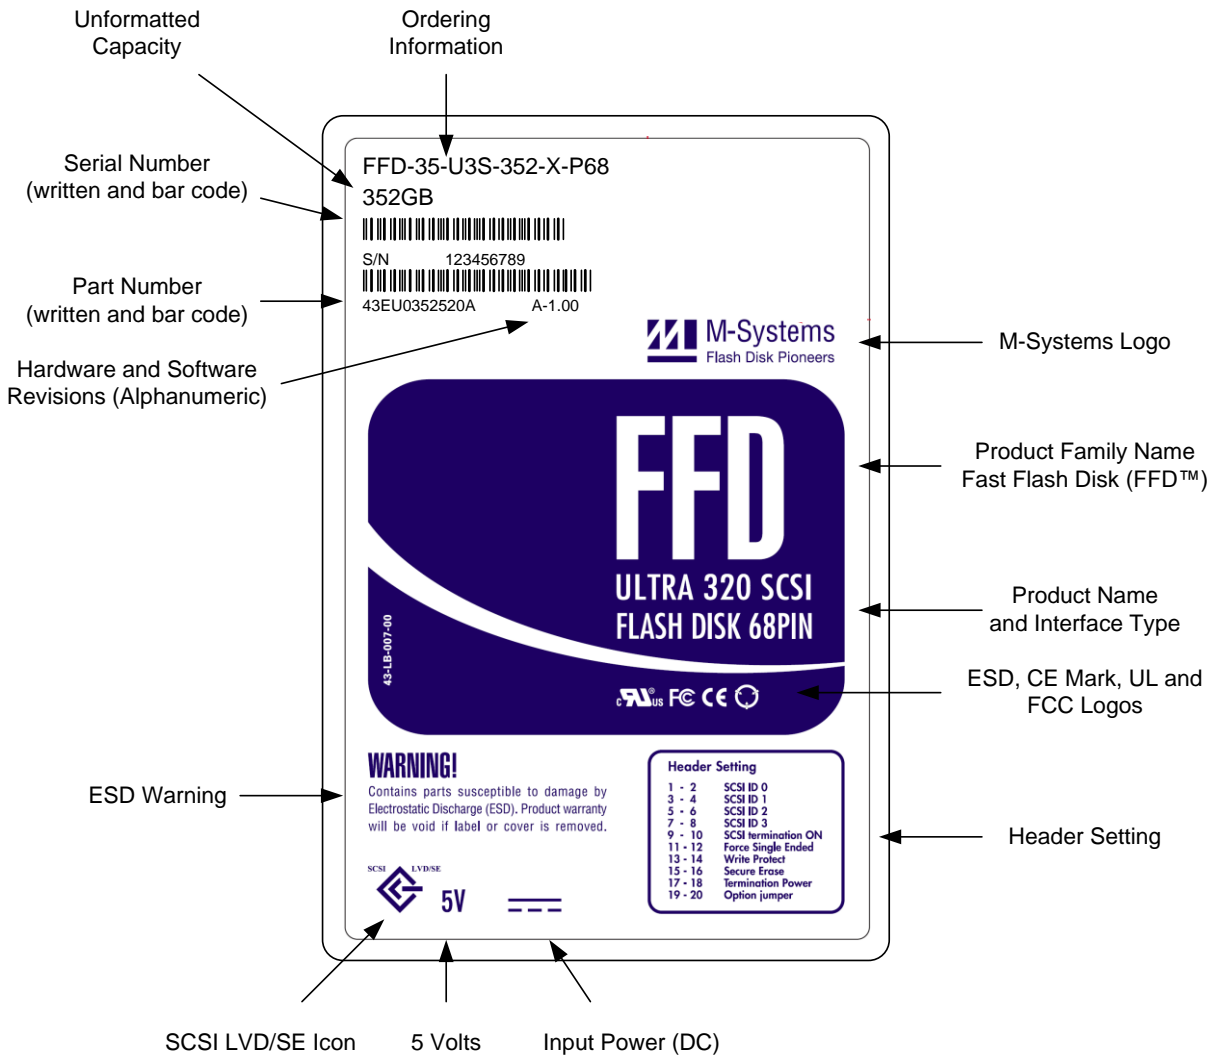 Unformatted
Capacity
Ordering
Information
Serial Number
(written and bar code)
Part Number
(written and bar code)
Hardware and Software
Revisions (Alphanumeric)
FFD-35-U3S-352-X-P68
352GB
S/N 123456789
43EU0352520A A-1.00
M-Systems
Flash Disk Pioneers
M-Systems Logo
FFD
Product Family Name
Fast Flash Disk (FFD™)
ULTRA 320 SCSI
FLASH DISK 68PIN
Product Name
and Interface Type
43-LB-007-00
c RU ® US FC CE
ESD, CE Mark, UL and
FCC Logos
WARNING!
Contains parts susceptible to damage by
Electrostatic Discharge (ESD). Product warranty
will be void if label or cover is removed.
ESD Warning
Header Setting
1 - 2 SCSI ID 0
3 - 4 SCSI ID 1
5 - 6 SCSI ID 2
7 - 8 SCSI ID 3
9 - 10 SCSI termination ON
11 - 12 Force Single Ended
13 - 14 Write Protect
15 - 16 Secure Erase
17 - 18 Termination Power
19 - 20 Option jumper
Header Setting
SCSI LVD/SE
5V
SCSI LVD/SE Icon
5 Volts
Input Power (DC)